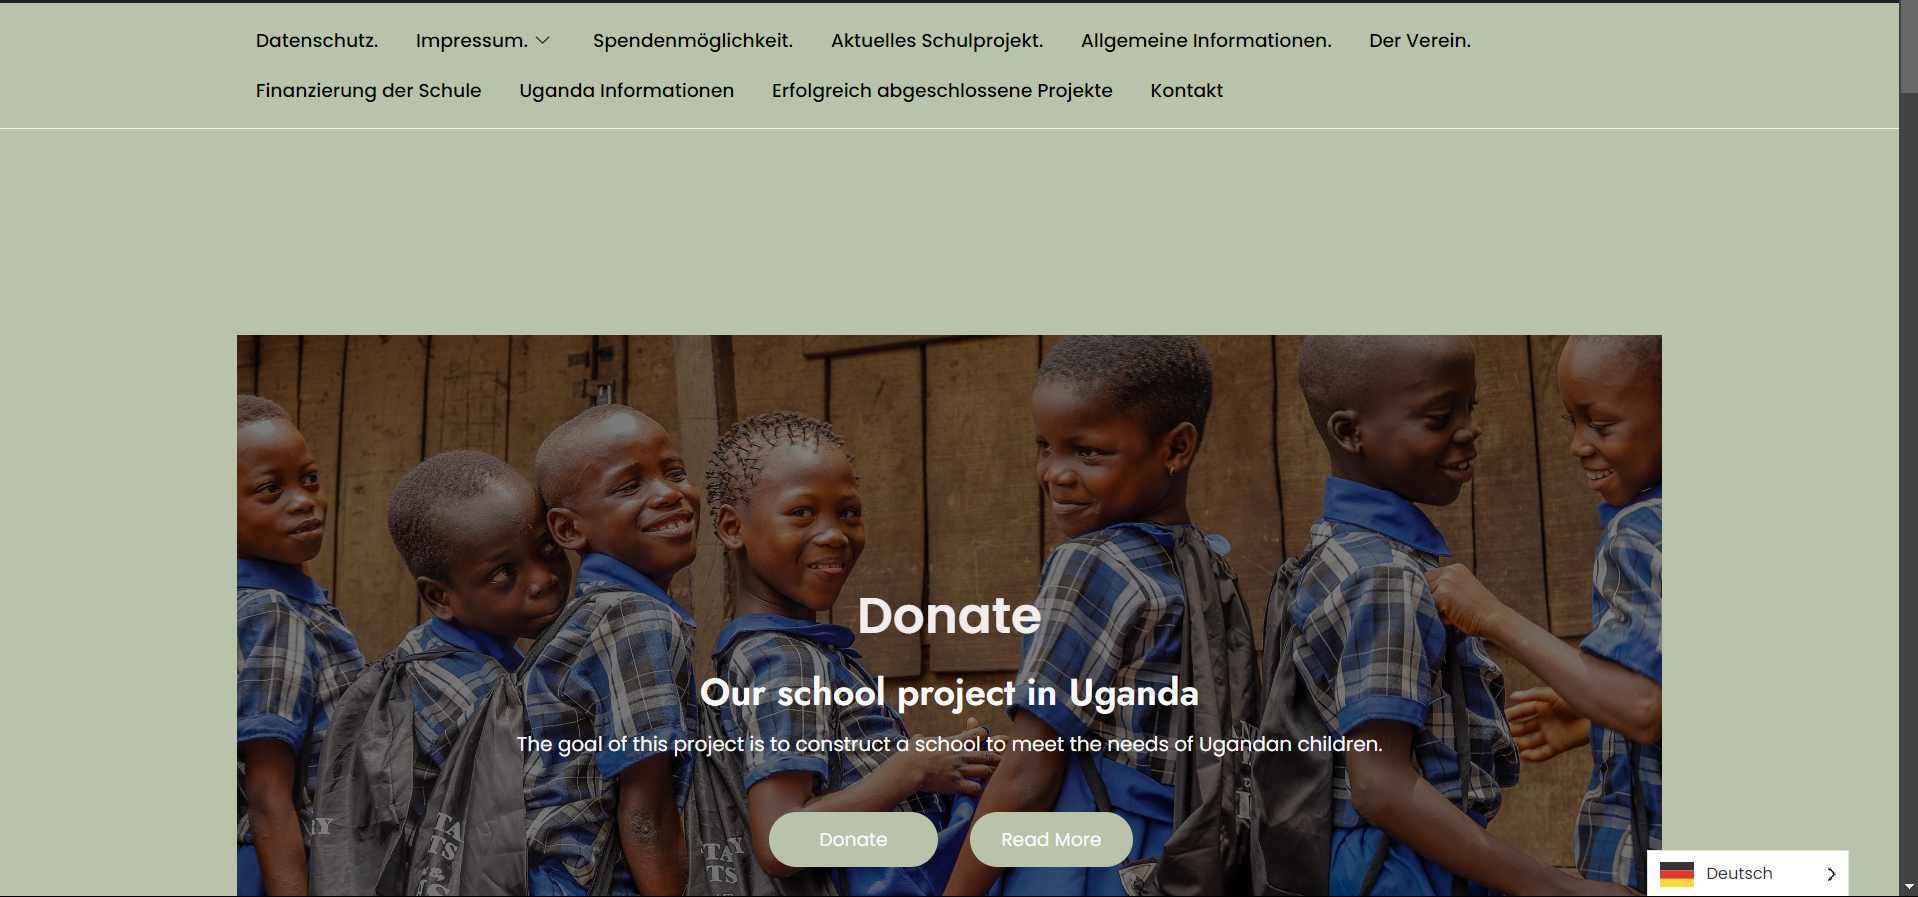 Datenschutz. Impressum. Spendenmöglichkeit. Aktuelles Schulprojekt. Allgemeine Informationen. Der Verein.
Finanzierung der Schule Uganda Informationen Erfolgreich abgeschlossene Projekte Kontakt
Donate
Our school project in Uganda
The goal of this project is to construct a school to meet the needs of Ugandan children.
Donate Read More
Deutsch